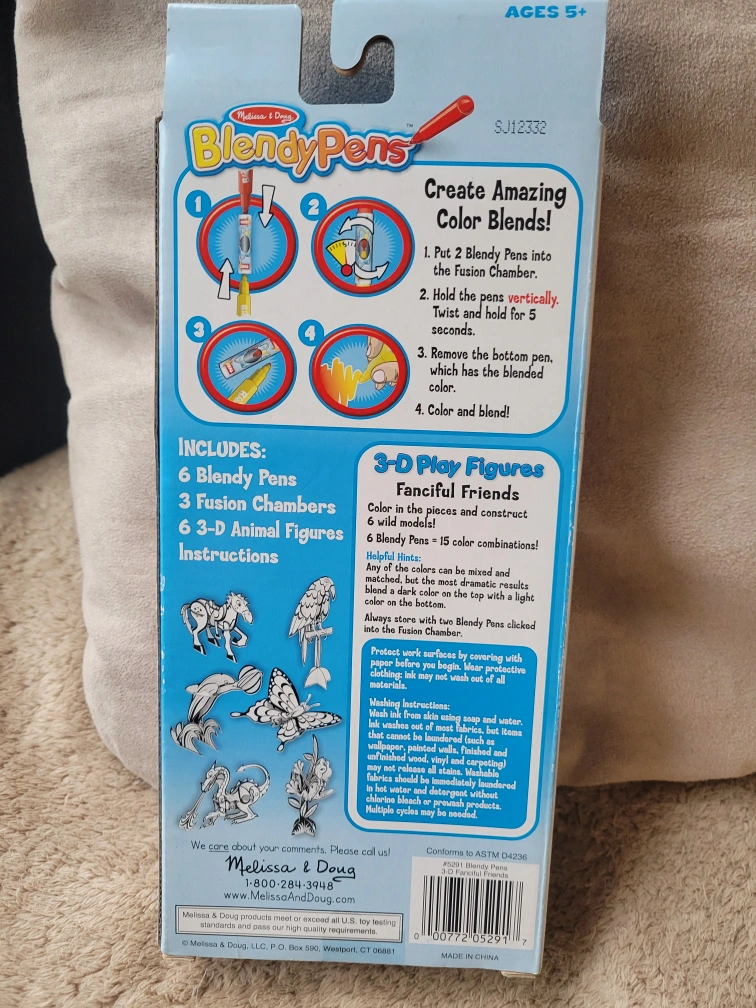 AGES 5+
SJ12332
Melissa & Doug
BlendyPens™
1
2
3
4
Create Amazing
Color Blends!
1. Put 2 Blendy Pens into
the Fusion Chamber.
2. Hold the pens vertically.
Twist and hold for 5
seconds.
3. Remove the bottom pen,
which has the blended
color.
4. Color and blend!
INCLUDES:
6 Blendy Pens
3 Fusion Chambers
6 3-D Animal Figures
Instructions
3-D Play Figures
Fanciful Friends
Color in the pieces and construct
6 wild models!
6 Blendy Pens = 15 color combinations!
Helpful Hints:
Any of the colors can be mixed and
matched, but the most dramatic results
blend a dark color on the top with a light
color on the bottom.
Always store with two Blendy Pens clicked
into the Fusion Chamber.
Protect work surfaces by covering with
paper before you begin. Wear protective
clothing; ink may not wash out of all
materials.
Washing Instructions:
Wash ink from skin using soap and water.
Ink washes out of most fabrics, but items
that cannot be laundered (such as
wallpaper, painted walls, finished and
unfinished wood, vinyl and carpeting)
may not release all stains. Washable
fabrics should be immediately laundered
in hot water and detergent without
chlorine bleach or prewash products.
Multiple cycles may be needed.
We care about your comments. Please call us!
Melissa & Doug
1-800-284-3948
www.MelissaAndDoug.com
Melissa & Doug products meet or exceed all U.S. toy testing
standards and pass our high quality requirements.
© Melissa & Doug, LLC, P.O. Box 590, Westport, CT 06881
Conforms to ASTM D4236
#5291 Blendy Pens
3-D Fanciful Friends
0 00772 05291 7
MADE IN CHINA